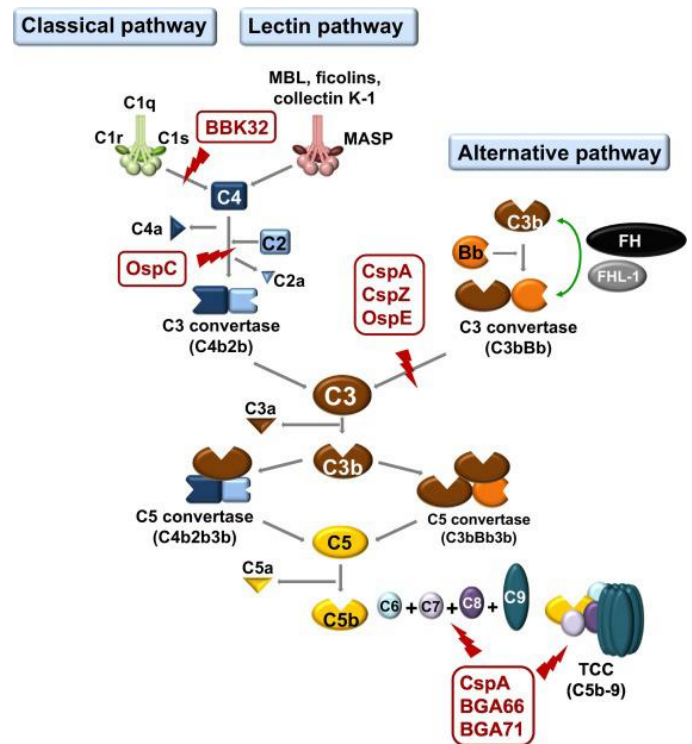 Classical pathway
Lectin pathway
MBL, ficolins,
collectin K-1
C1q
C1r
C1s
BBK32
MASP
Alternative pathway
C4
C3b
FH
C4a
C2
Bb
FHL-1
OspC
C2a
CspA
CspZ
OspE
C3 convertase
(C4b2b)
C3 convertase
(C3bBb)
C3
C3a
C3b
C5 convertase
(C4b2b3b)
C5 convertase
(C3bBb3b)
C5
C5a
C5b
C6 + C7 + C8 + C9
TCC
(C5b-9)
CspA
BGA66
BGA71